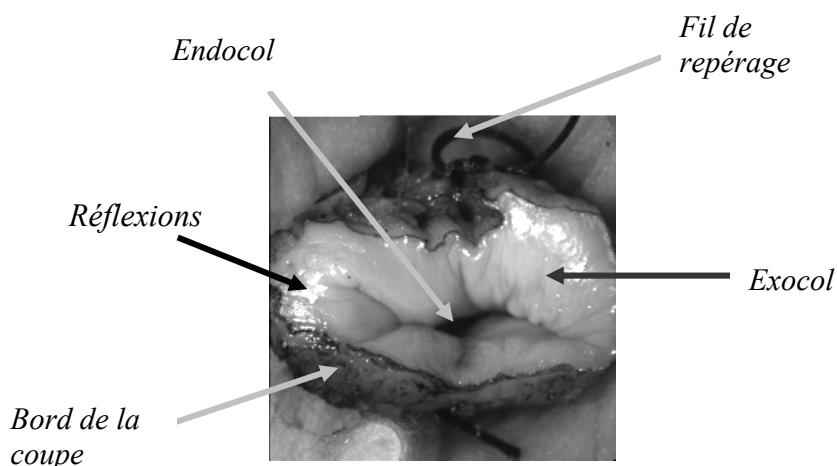 Fil de
repérage
Endocol
Réflexions
Exocol
Bord de la
coupe